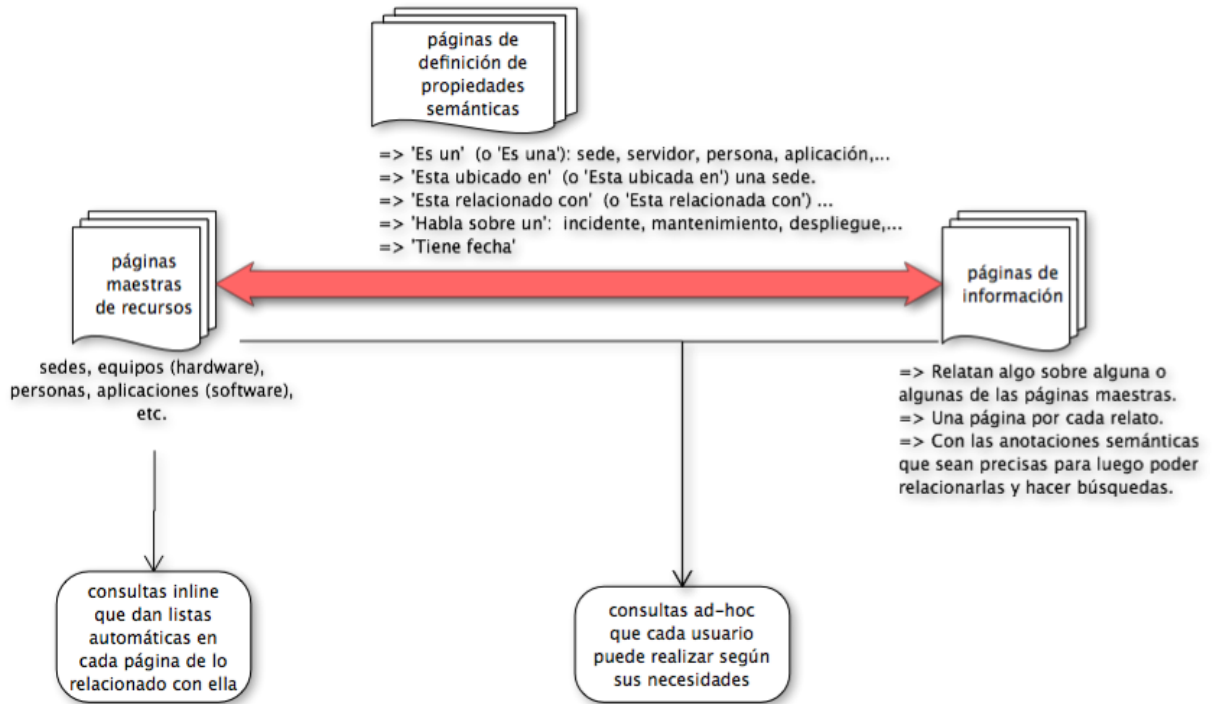 páginas de
definición de
propiedades
semánticas
=> 'Es un'  (o 'Es una'): sede, servidor, persona, aplicación,...
=> 'Esta ubicado en'  (o 'Esta ubicada en') una sede.
=> 'Esta relacionado con'  (o 'Esta relacionada con') ...
=> 'Habla sobre un':  incidente, mantenimiento, despliegue,...
=> 'Tiene fecha'
páginas
maestras
de recursos
sedes, equipos (hardware),
personas, aplicaciones (software),
etc.
páginas de
información
=> Relatan algo sobre alguna o
algunas de las páginas maestras.
=> Una página por cada relato.
=> Con las anotaciones semánticas
que sean precisas para luego poder
relacionarlas y hacer búsquedas.
consultas inline
que dan listas
automáticas en
cada página de lo
relacionado con ella
consultas ad-hoc
que cada usuario
puede realizar según
sus necesidades